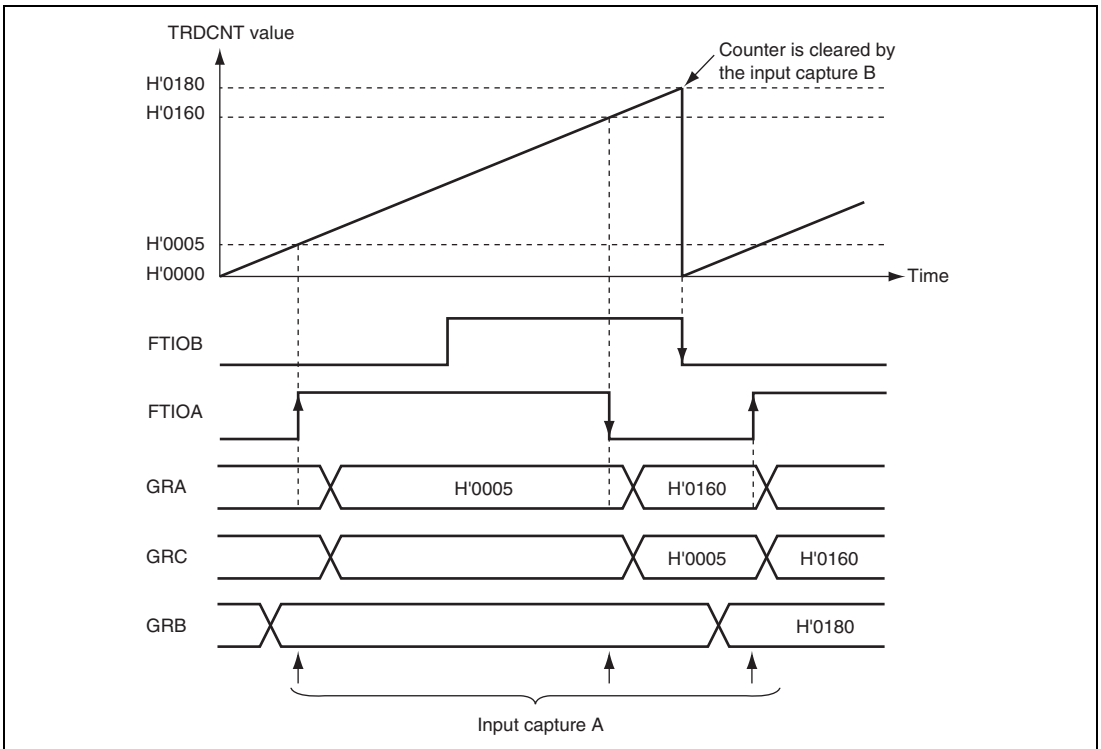 TRDCNT value
Counter is cleared by
the input capture B
H'0180
H'0160
H'0005
H'0000
Time
FTIOB
FTIOA
GRA
H'0005
H'0160
GRC
H'0005
H'0160
GRB
H'0180
Input capture A